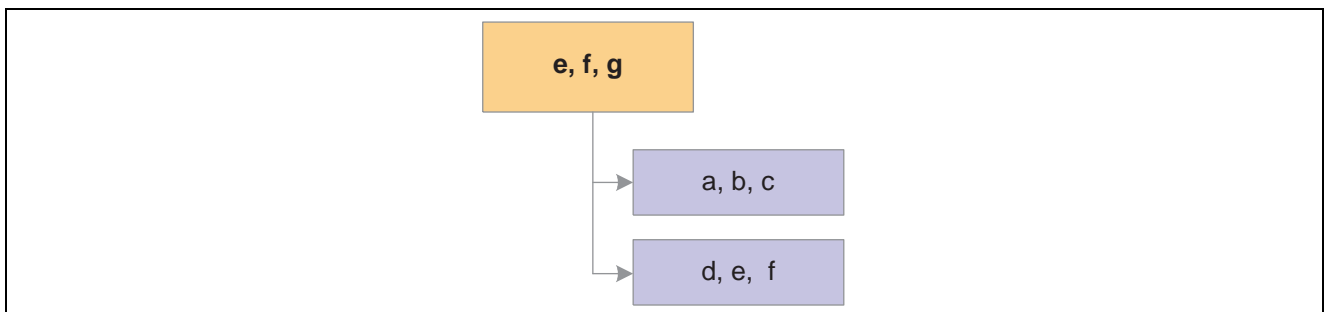 e, f, g
a, b, c
d, e, f